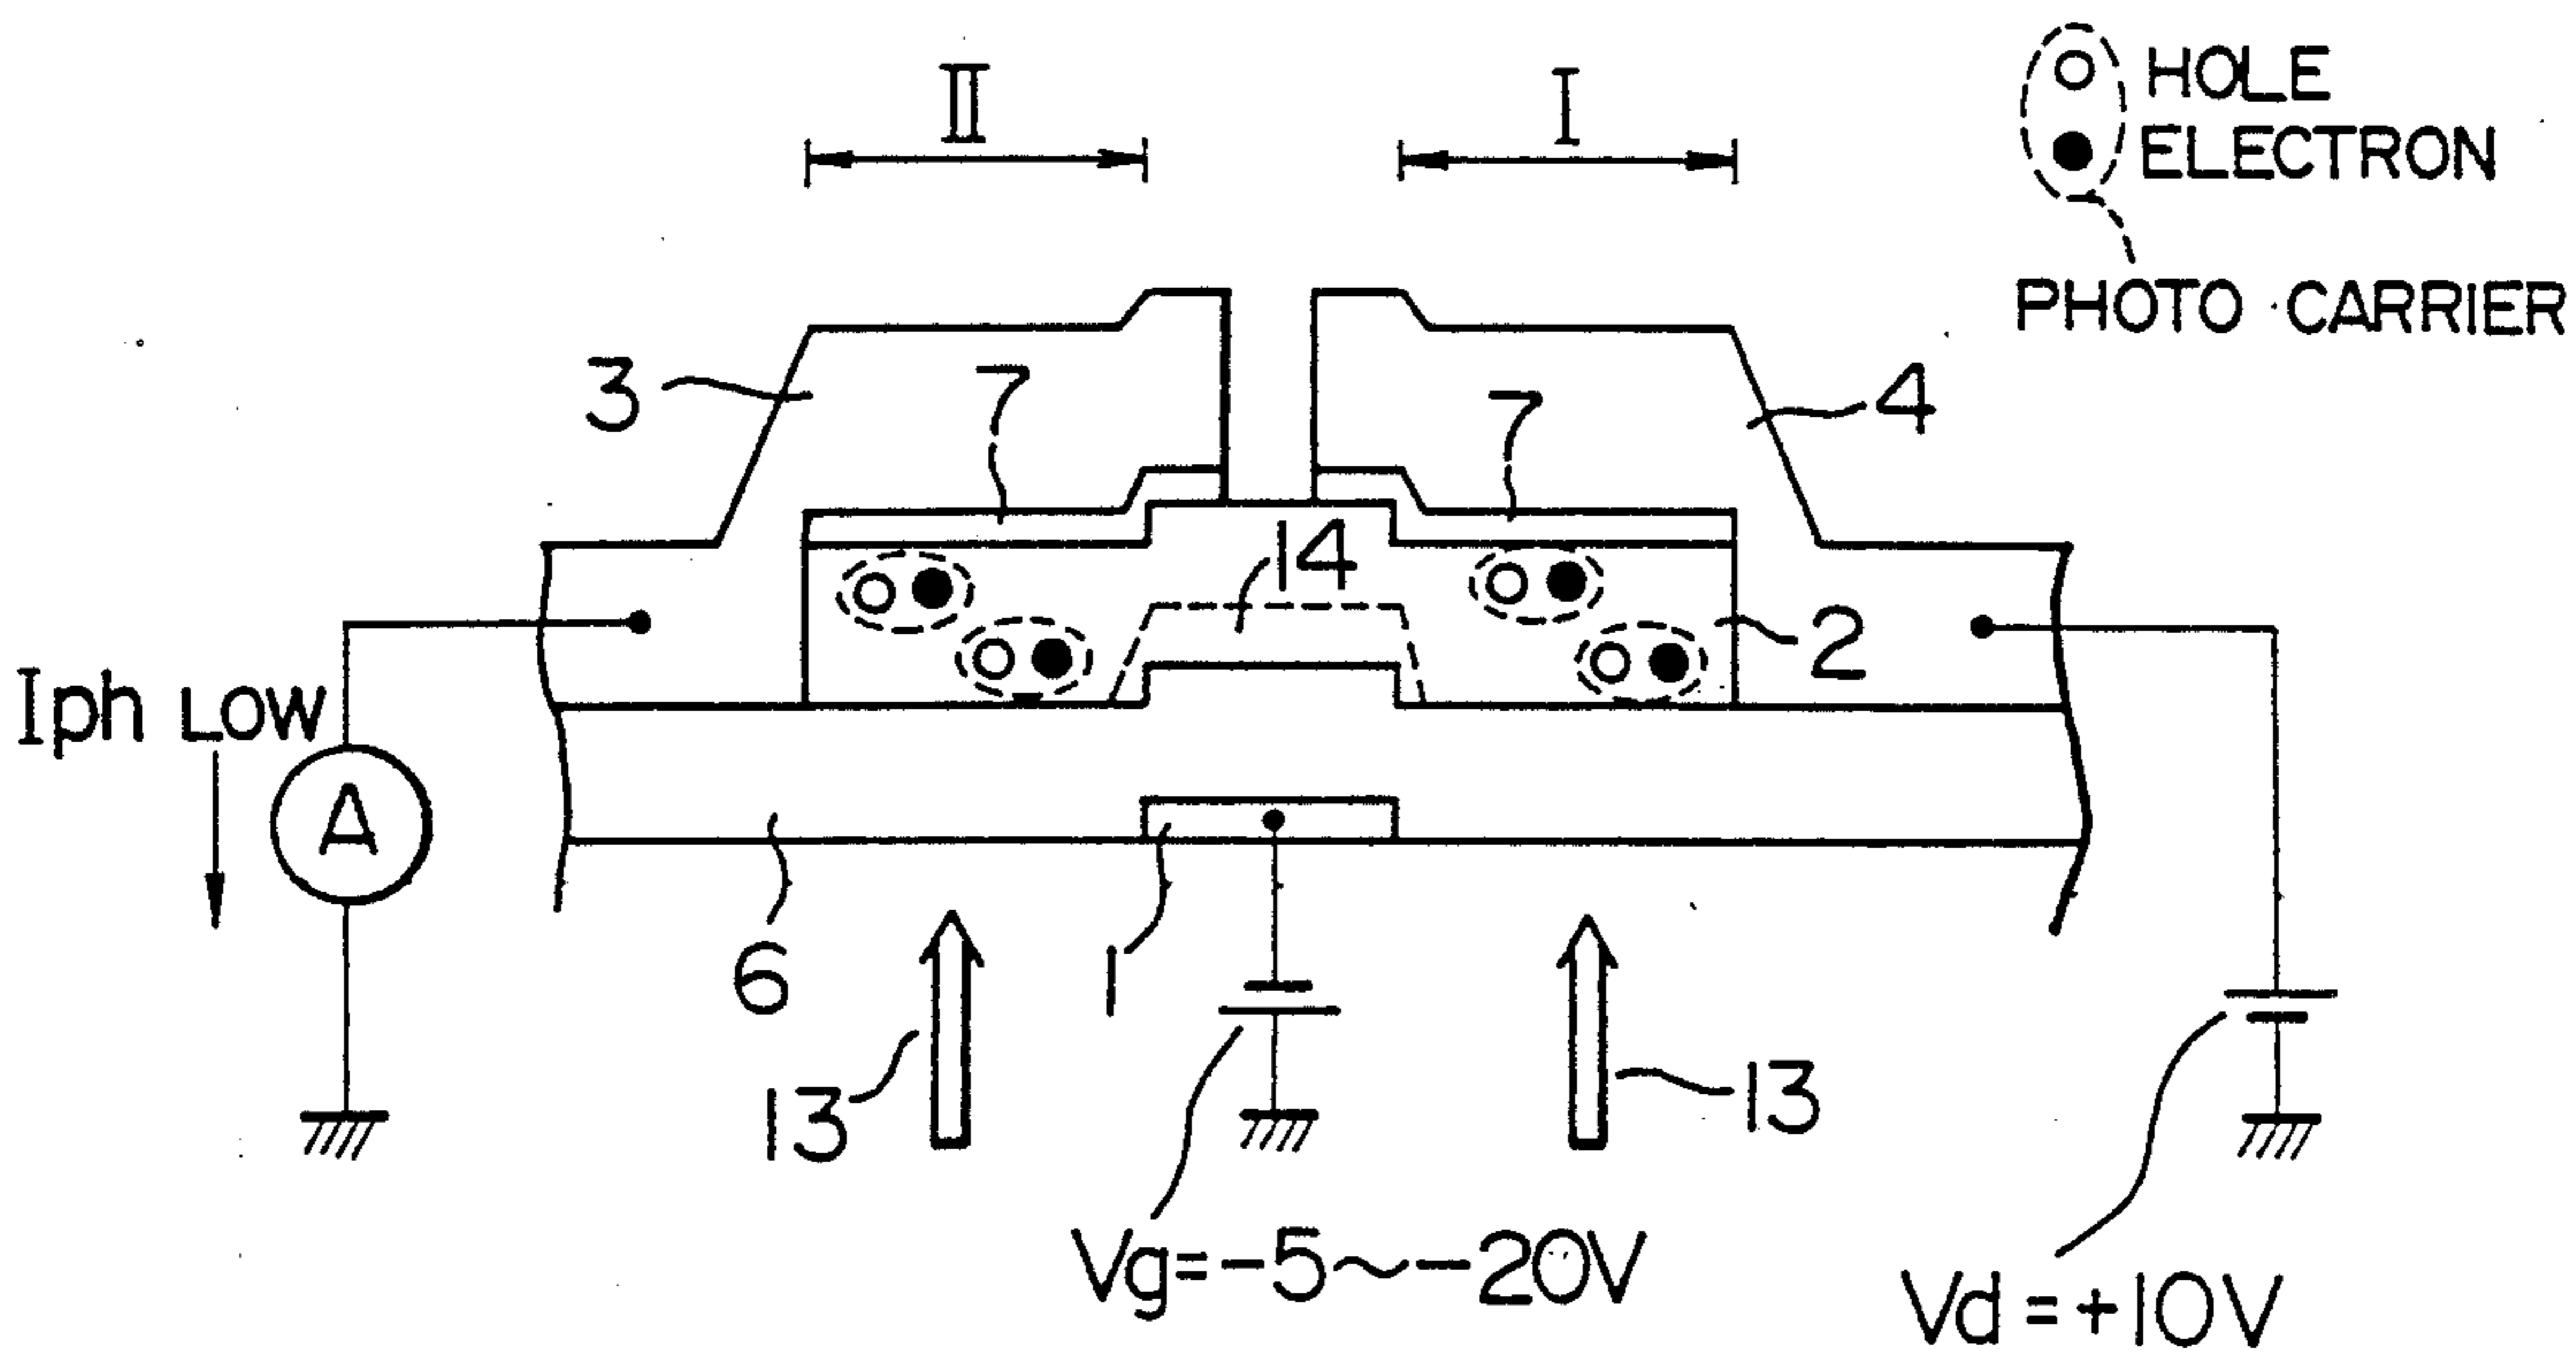 II
I
HOLE
ELECTRON
PHOTO CARRIER
3
7
7
4
14
2
Iph LOW
A
6
1
13
13
Vg=-5~-20V
Vd=+10V